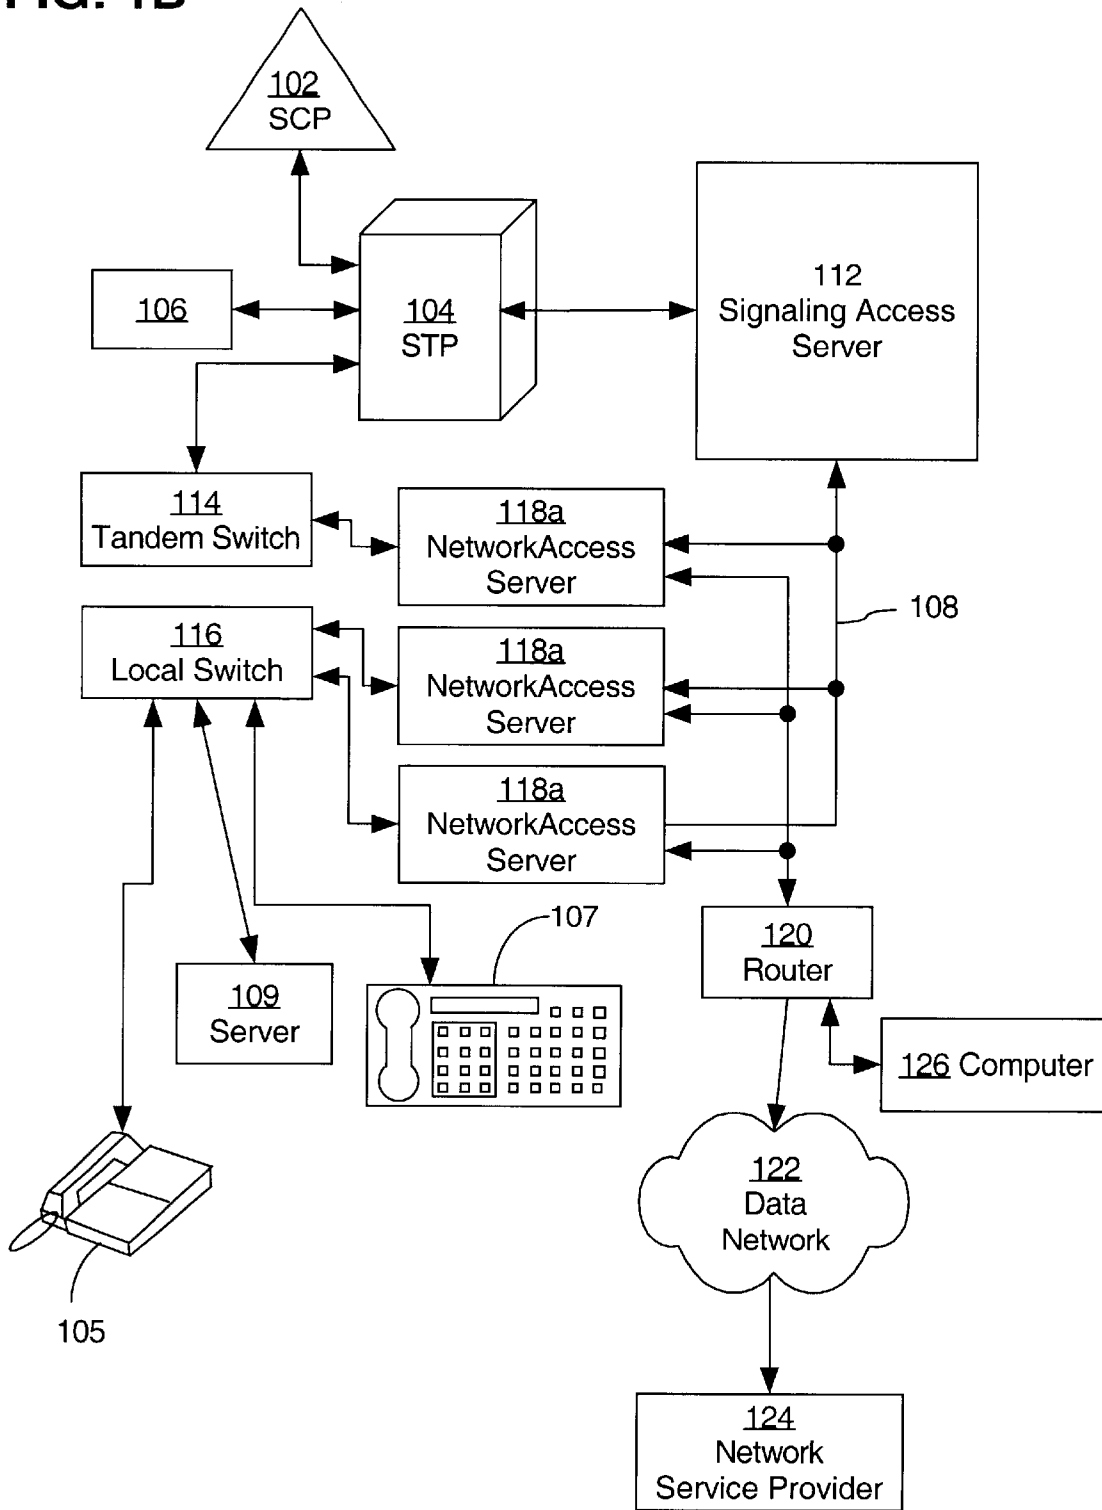 FIG. 1B
102
SCP
106
104
STP
112
Signaling Access
Server
114
Tandem Switch
118a
NetworkAccess
Server
108
116
Local Switch
118a
NetworkAccess
Server
118a
NetworkAccess
Server
107
120
Router
109
Server
126 Computer
122
Data
Network
105
124
Network
Service Provider